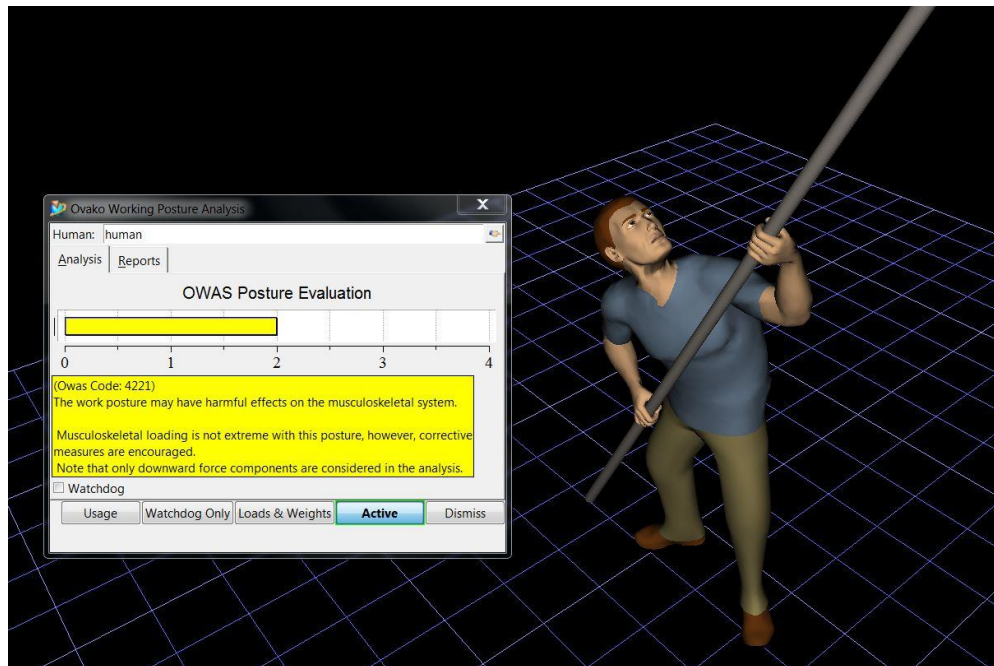 Ovako Working Posture Analysis
X
Human: human
Analysis Reports
OWAS Posture Evaluation
0 1 2 3 4
(Owas Code: 4221)
The work posture may have harmful effects on the musculoskeletal system.
Musculoskeletal loading is not extreme with this posture, however, corrective
measures are encouraged.
Note that only downward force components are considered in the analysis.
Watchdog
Usage Watchdog Only Loads & Weights Active Dismiss